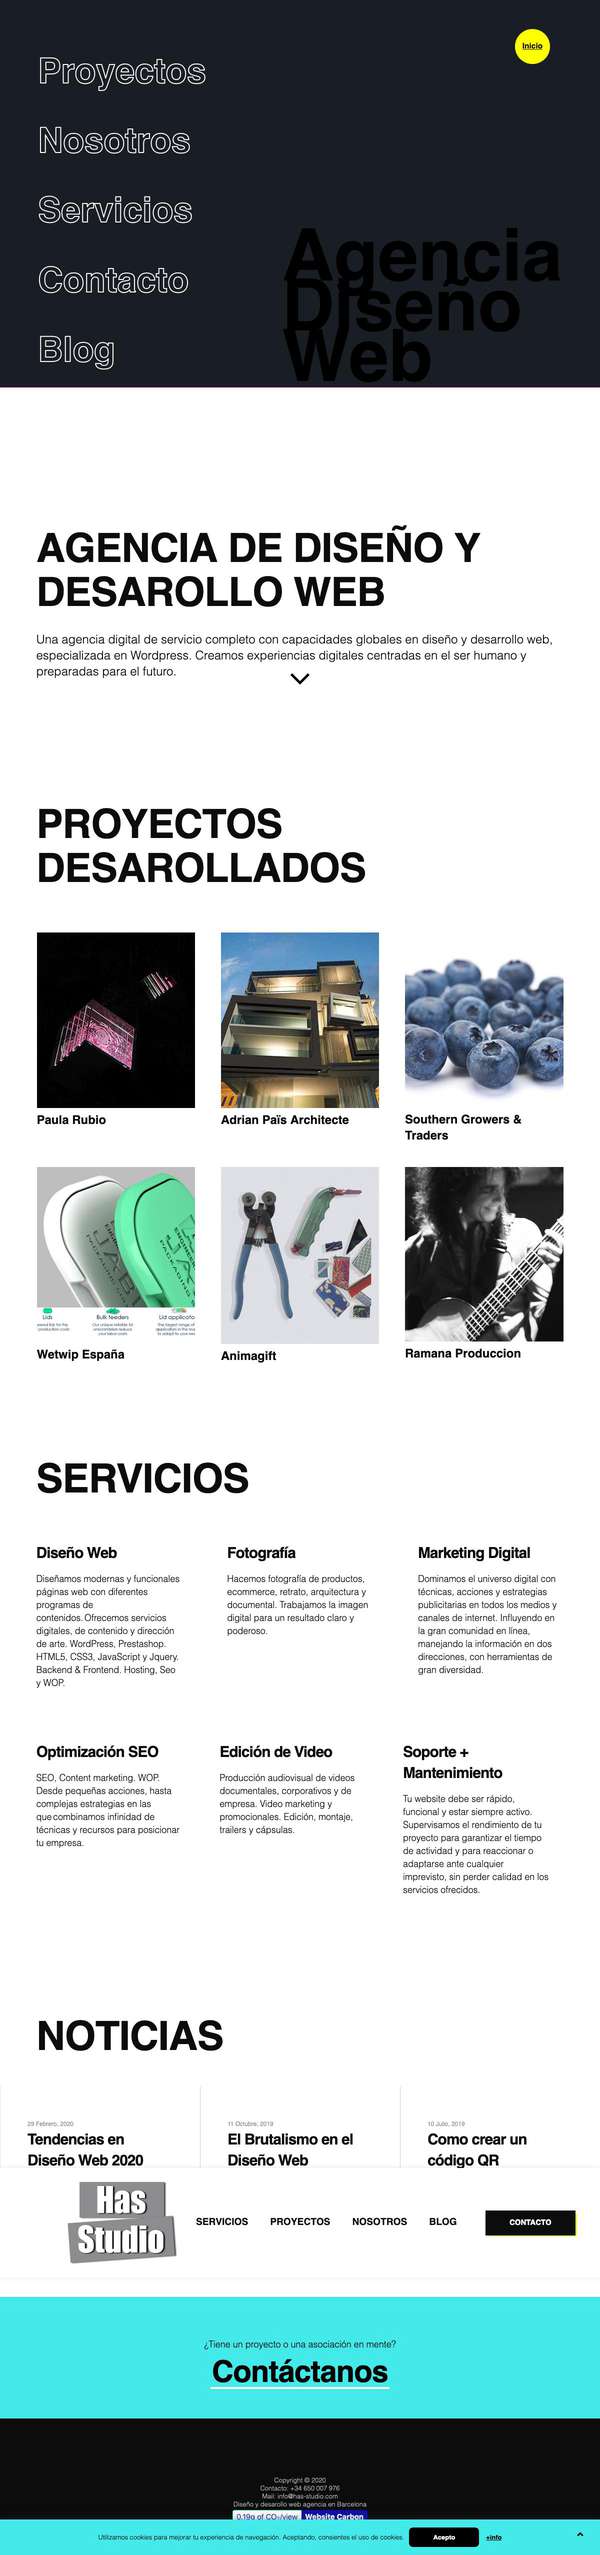 Inicio
Proyectos
Nosotros
Servicios
Contacto
Blog
Agencia
Diseño
Web
AGENCIA DE DISEÑO Y
DESAROLLO WEB
Una agencia digital de servicio completo con capacidades globales en diseño y desarrollo web,
especializada en Wordpress. Creamos experiencias digitales centradas en el ser humano y
preparadas para el futuro.
PROYECTOS
DESAROLLADOS
Paula Rubio
Adrian Païs Architecte
Southern Growers &
Traders
Lids
Bulk feeders
Wetwip España
Animagift
Ramana Produccion
SERVICIOS
Diseño Web
Diseñamos modernas y funcionales
páginas web con diferentes
programas de
contenidos. Ofrecemos servicios
digitales, de contenido y dirección
de arte. WordPress, Prestashop.
HTML5, CSS3, JavaScript y Jquery.
Backend & Frontend. Hosting, Seo
y WOP.
Fotografía
Hacemos fotografía de productos,
ecommerce, retrato, arquitectura y
documental. Trabajamos la imagen
digital para un resultado claro y
poderoso.
Marketing Digital
Dominamos el universo digital con
técnicas, acciones y estrategias
publicitarias en todos los medios y
canales de internet. Influyendo en
la gran comunidad en línea,
manejando la información en dos
direcciones, con herramientas de
gran diversidad.
Optimización SEO
SEO, Content marketing. WOP.
Desde pequeñas acciones, hasta
complejas estrategias en las
que combinamos infinidad de
técnicas y recursos para posicionar
tu empresa.
Edición de Video
Producción audiovisual de videos
documentales, corporativos y de
empresa. Video marketing y
promocionales. Edición, montaje,
trailers y cápsulas.
Soporte +
Mantenimiento
Tu website debe ser rápido,
funcional y estar siempre activo.
Supervisamos el rendimiento de tu
proyecto para garantizar el tiempo
de actividad y para reaccionar o
adaptarse ante cualquier
imprevisto, sin perder calidad en los
servicios ofrecidos.
NOTICIAS
29 Febrero, 2020
Tendencias en
Diseño Web 2020
11 Octubre, 2019
El Brutalismo en el
Diseño Web
10 Julio, 2019
Como crear un
código QR
Has
Studio
SERVICIOS
PROYECTOS
NOSOTROS
BLOG
CONTACTO
¿Tiene un proyecto o una asociación en mente?
Contáctanos
Copyright © 2020
Contacto: +34 650 007 976
Mail: info@has-studio.com
Diseño y desarollo web agencia en Barcelona
0.19g of CO₂/view
Website Carbon
Utilizamos cookies para mejorar tu experiencia de navegación. Aceptando, consientes el uso de cookies.
Acepto
+info